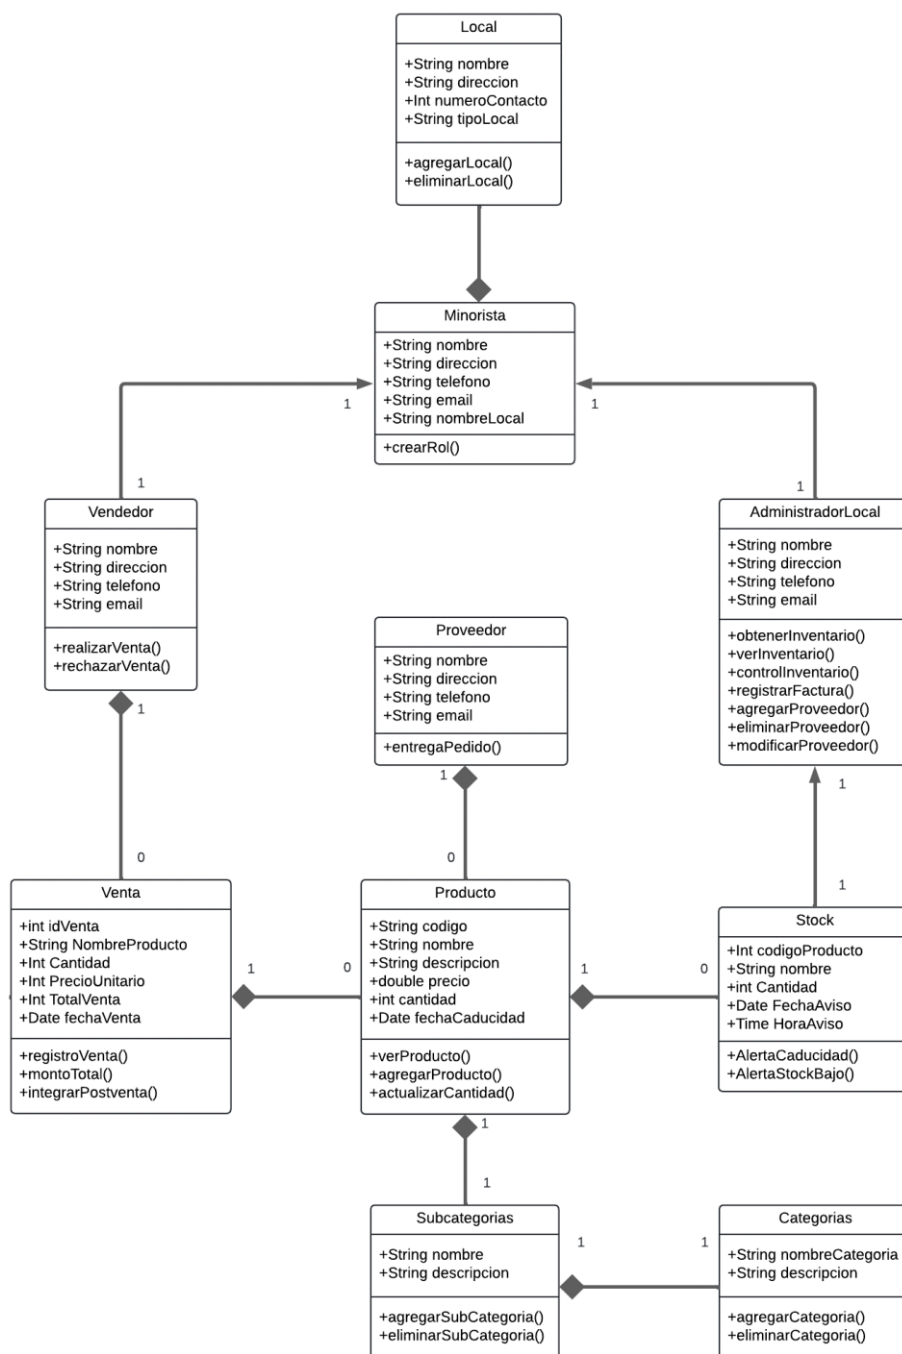 Local
+String nombre
+String direccion
+Int numeroContacto
+String tipoLocal
+agregarLocal()
+eliminarLocal()
Minorista
+String nombre
+String direccion
+String telefono
+String email
+String nombreLocal
+crearRol()
1
1
1
1
Vendedor
+String nombre
+String direccion
+String telefono
+String email
+realizarVenta()
+rechazarVenta()
AdministradorLocal
+String nombre
+String direccion
+String telefono
+String email
+obtenerInventario()
+verInventario()
+controlInventario()
+registrarFactura()
+agregarProveedor()
+eliminarProveedor()
+modificarProveedor()
Proveedor
+String nombre
+String direccion
+String telefono
+String email
+entregaPedido()
1
1
1
0
0
1
Venta
+int idVenta
+String NombreProducto
+Int Cantidad
+Int PrecioUnitario
+Int TotalVenta
+Date fechaVenta
+registroVenta()
+montoTotal()
+integrarPostventa()
1
0
Producto
+String codigo
+String nombre
+String descripcion
+double precio
+int cantidad
+Date fechaCaducidad
+verProducto()
+agregarProducto()
+actualizarCantidad()
1
0
Stock
+Int codigoProducto
+String nombre
+int Cantidad
+Date FechaAviso
+Time HoraAviso
+AlertaCaducidad()
+AlertaStockBajo()
1
1
Subcategorias
+String nombre
+String descripcion
+agregarSubCategoria()
+eliminarSubCategoria()
1
1
Categorias
+String nombreCategoria
+String descripcion
+agregarCategoria()
+eliminarCategoria()